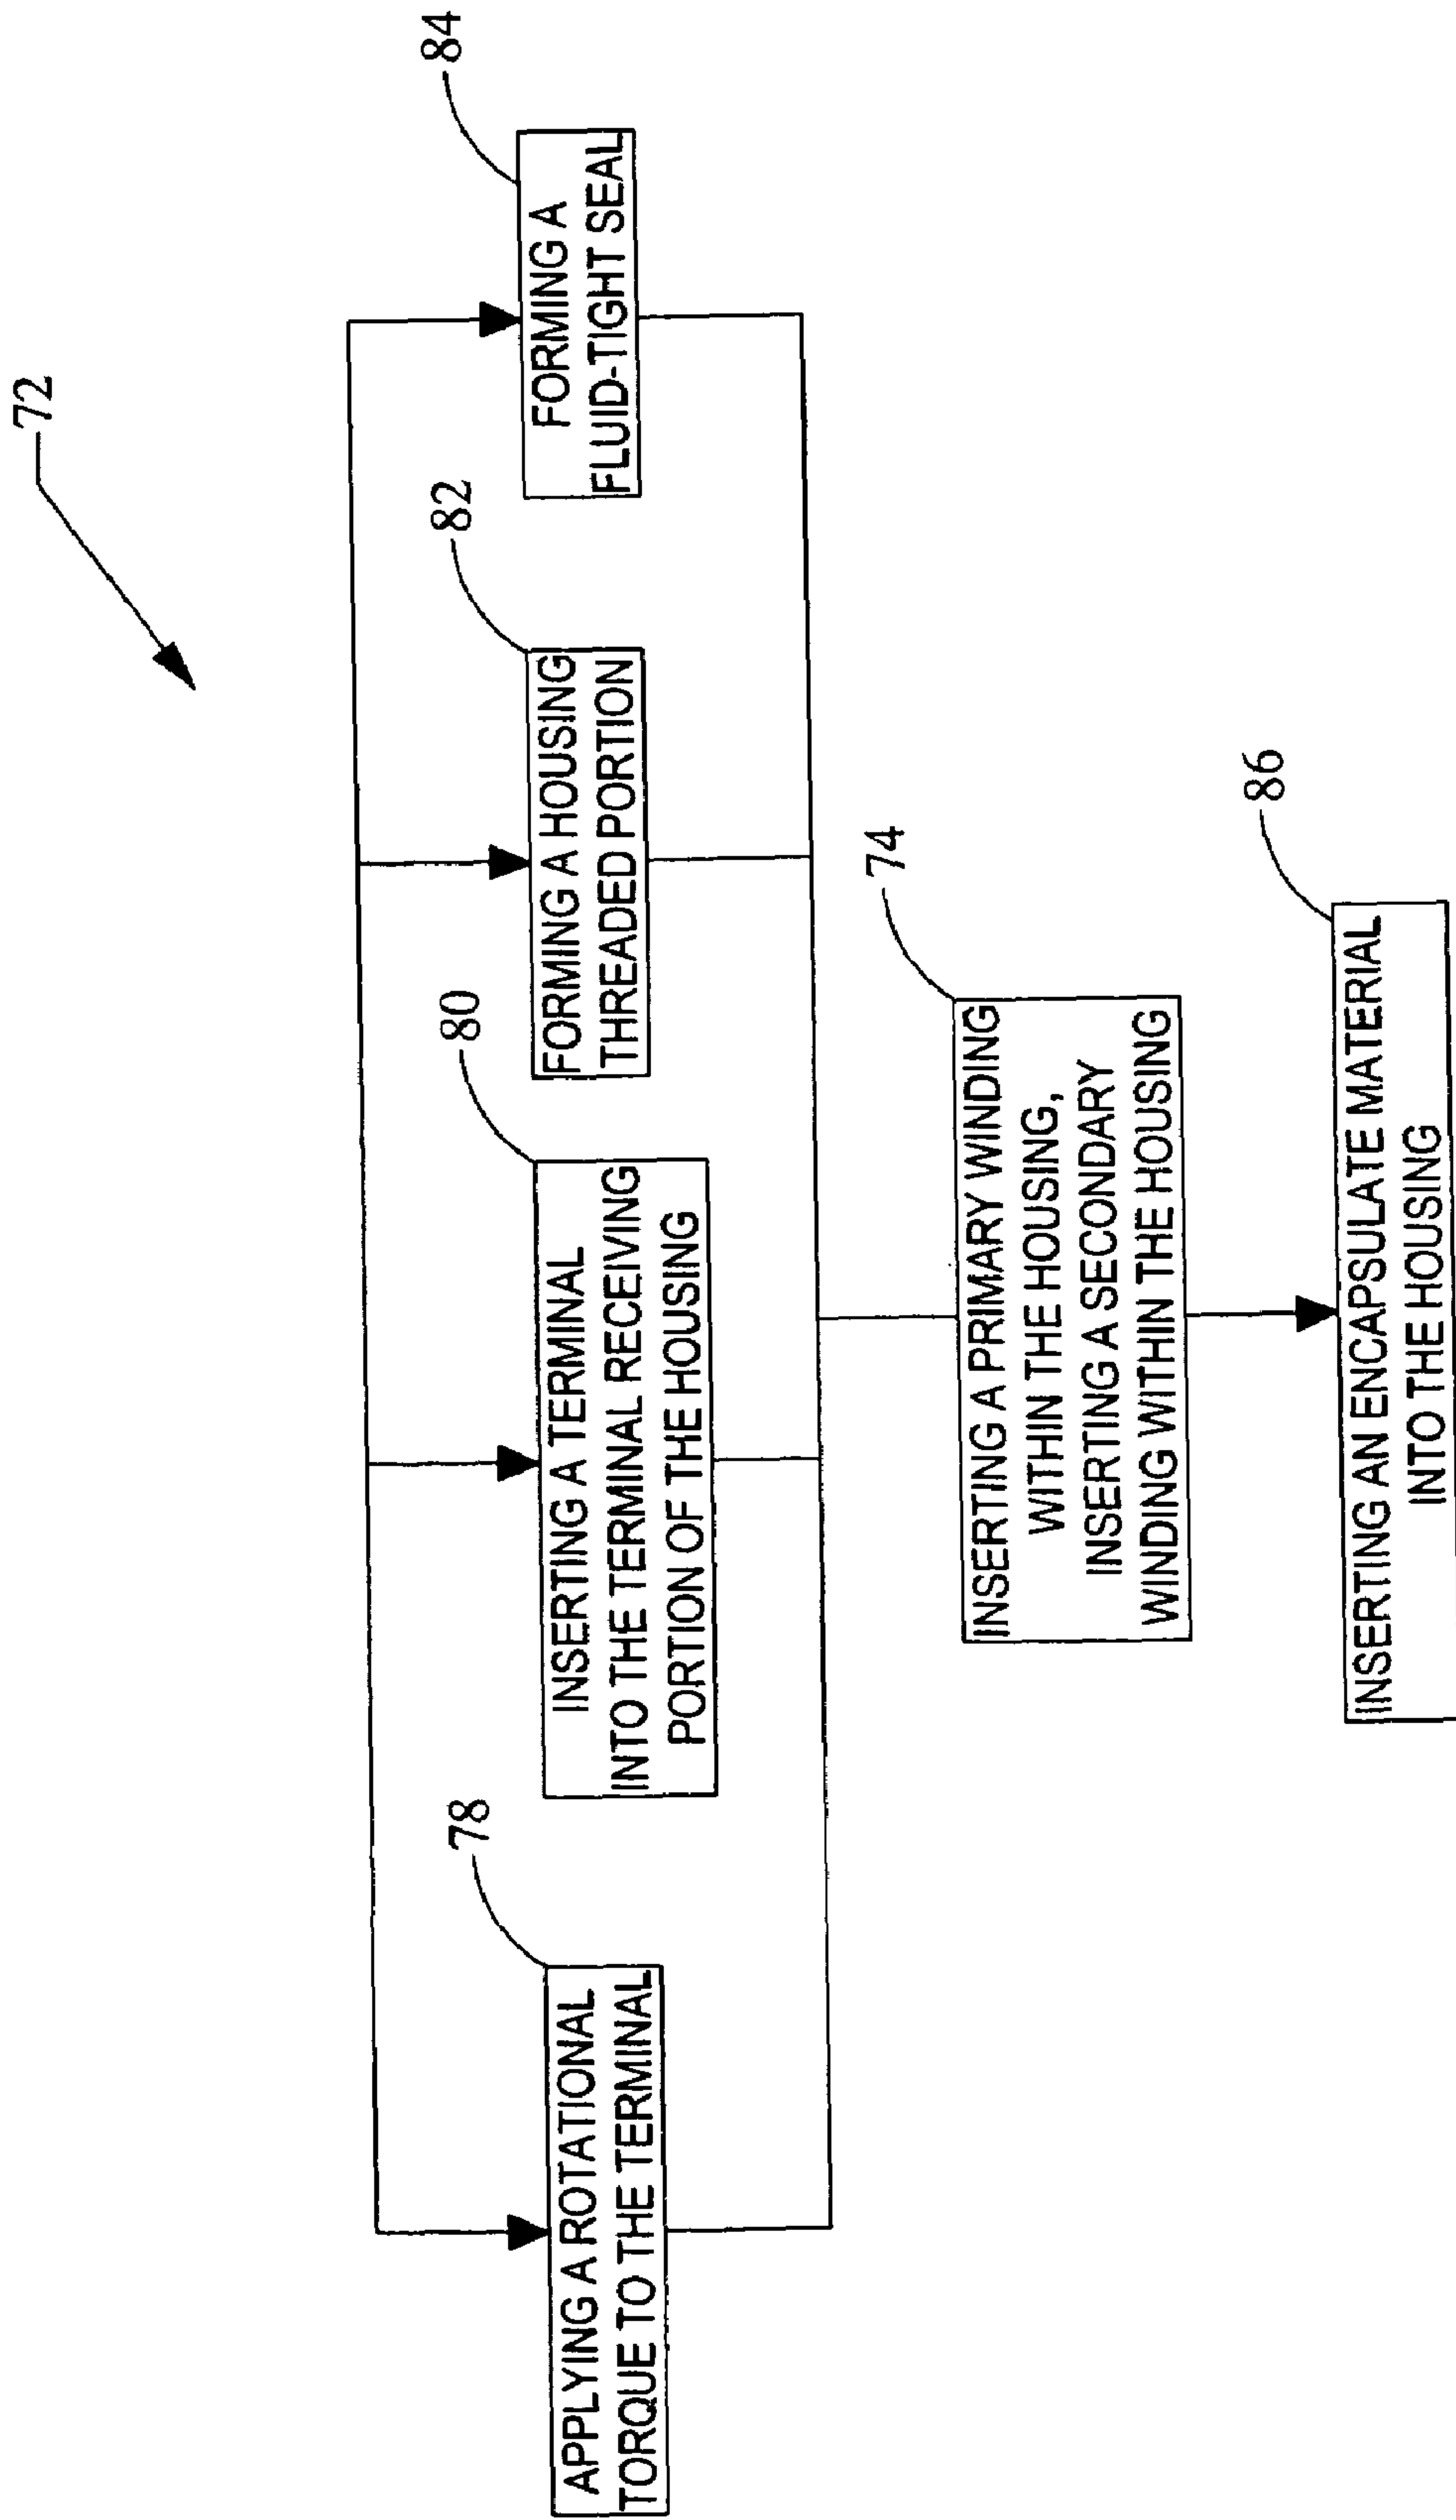 72
78
APPLYING A ROTATIONAL
TORQUE TO THE TERMINAL
80
INSERTING A TERMINAL
INTO THE TERMINAL RECEIVING
PORTION OF THE HOUSING
82
FORMING A HOUSING
THREADED PORTION
84
FORMING A
FLUID-TIGHT SEAL
74
INSERTING A PRIMARY WINDING
WITHIN THE HOUSING,
INSERTING A SECONDARY
WINDING WITHIN THE HOUSING
86
INSERTING AN ENCAPSULATE MATERIAL
INTO THE HOUSING